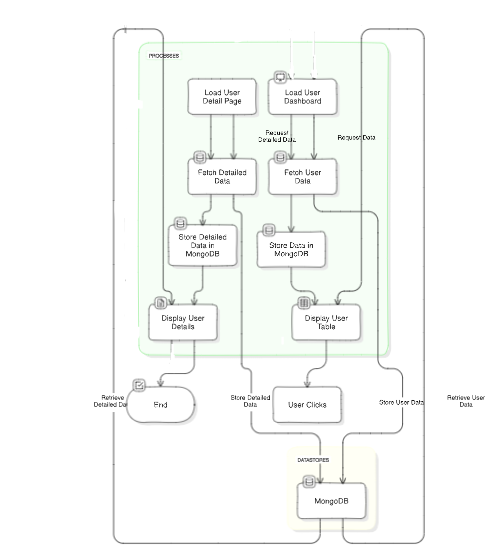 PROCESSES
Load User
Detail Page
Load User
Dashboard
Request
Detailed Data
Request Data
Fetch Detailed
Data
Fetch User
Data
Store Detailed
Data in
MongoDB
Store Data in
MongoDB
Display User
Details
Display User
Table
Retrieve
Detailed Da
End
Store Detailed
Data
User Clicks
Store User Data
Retrieve User
Data
DATASTORES
MongoDB